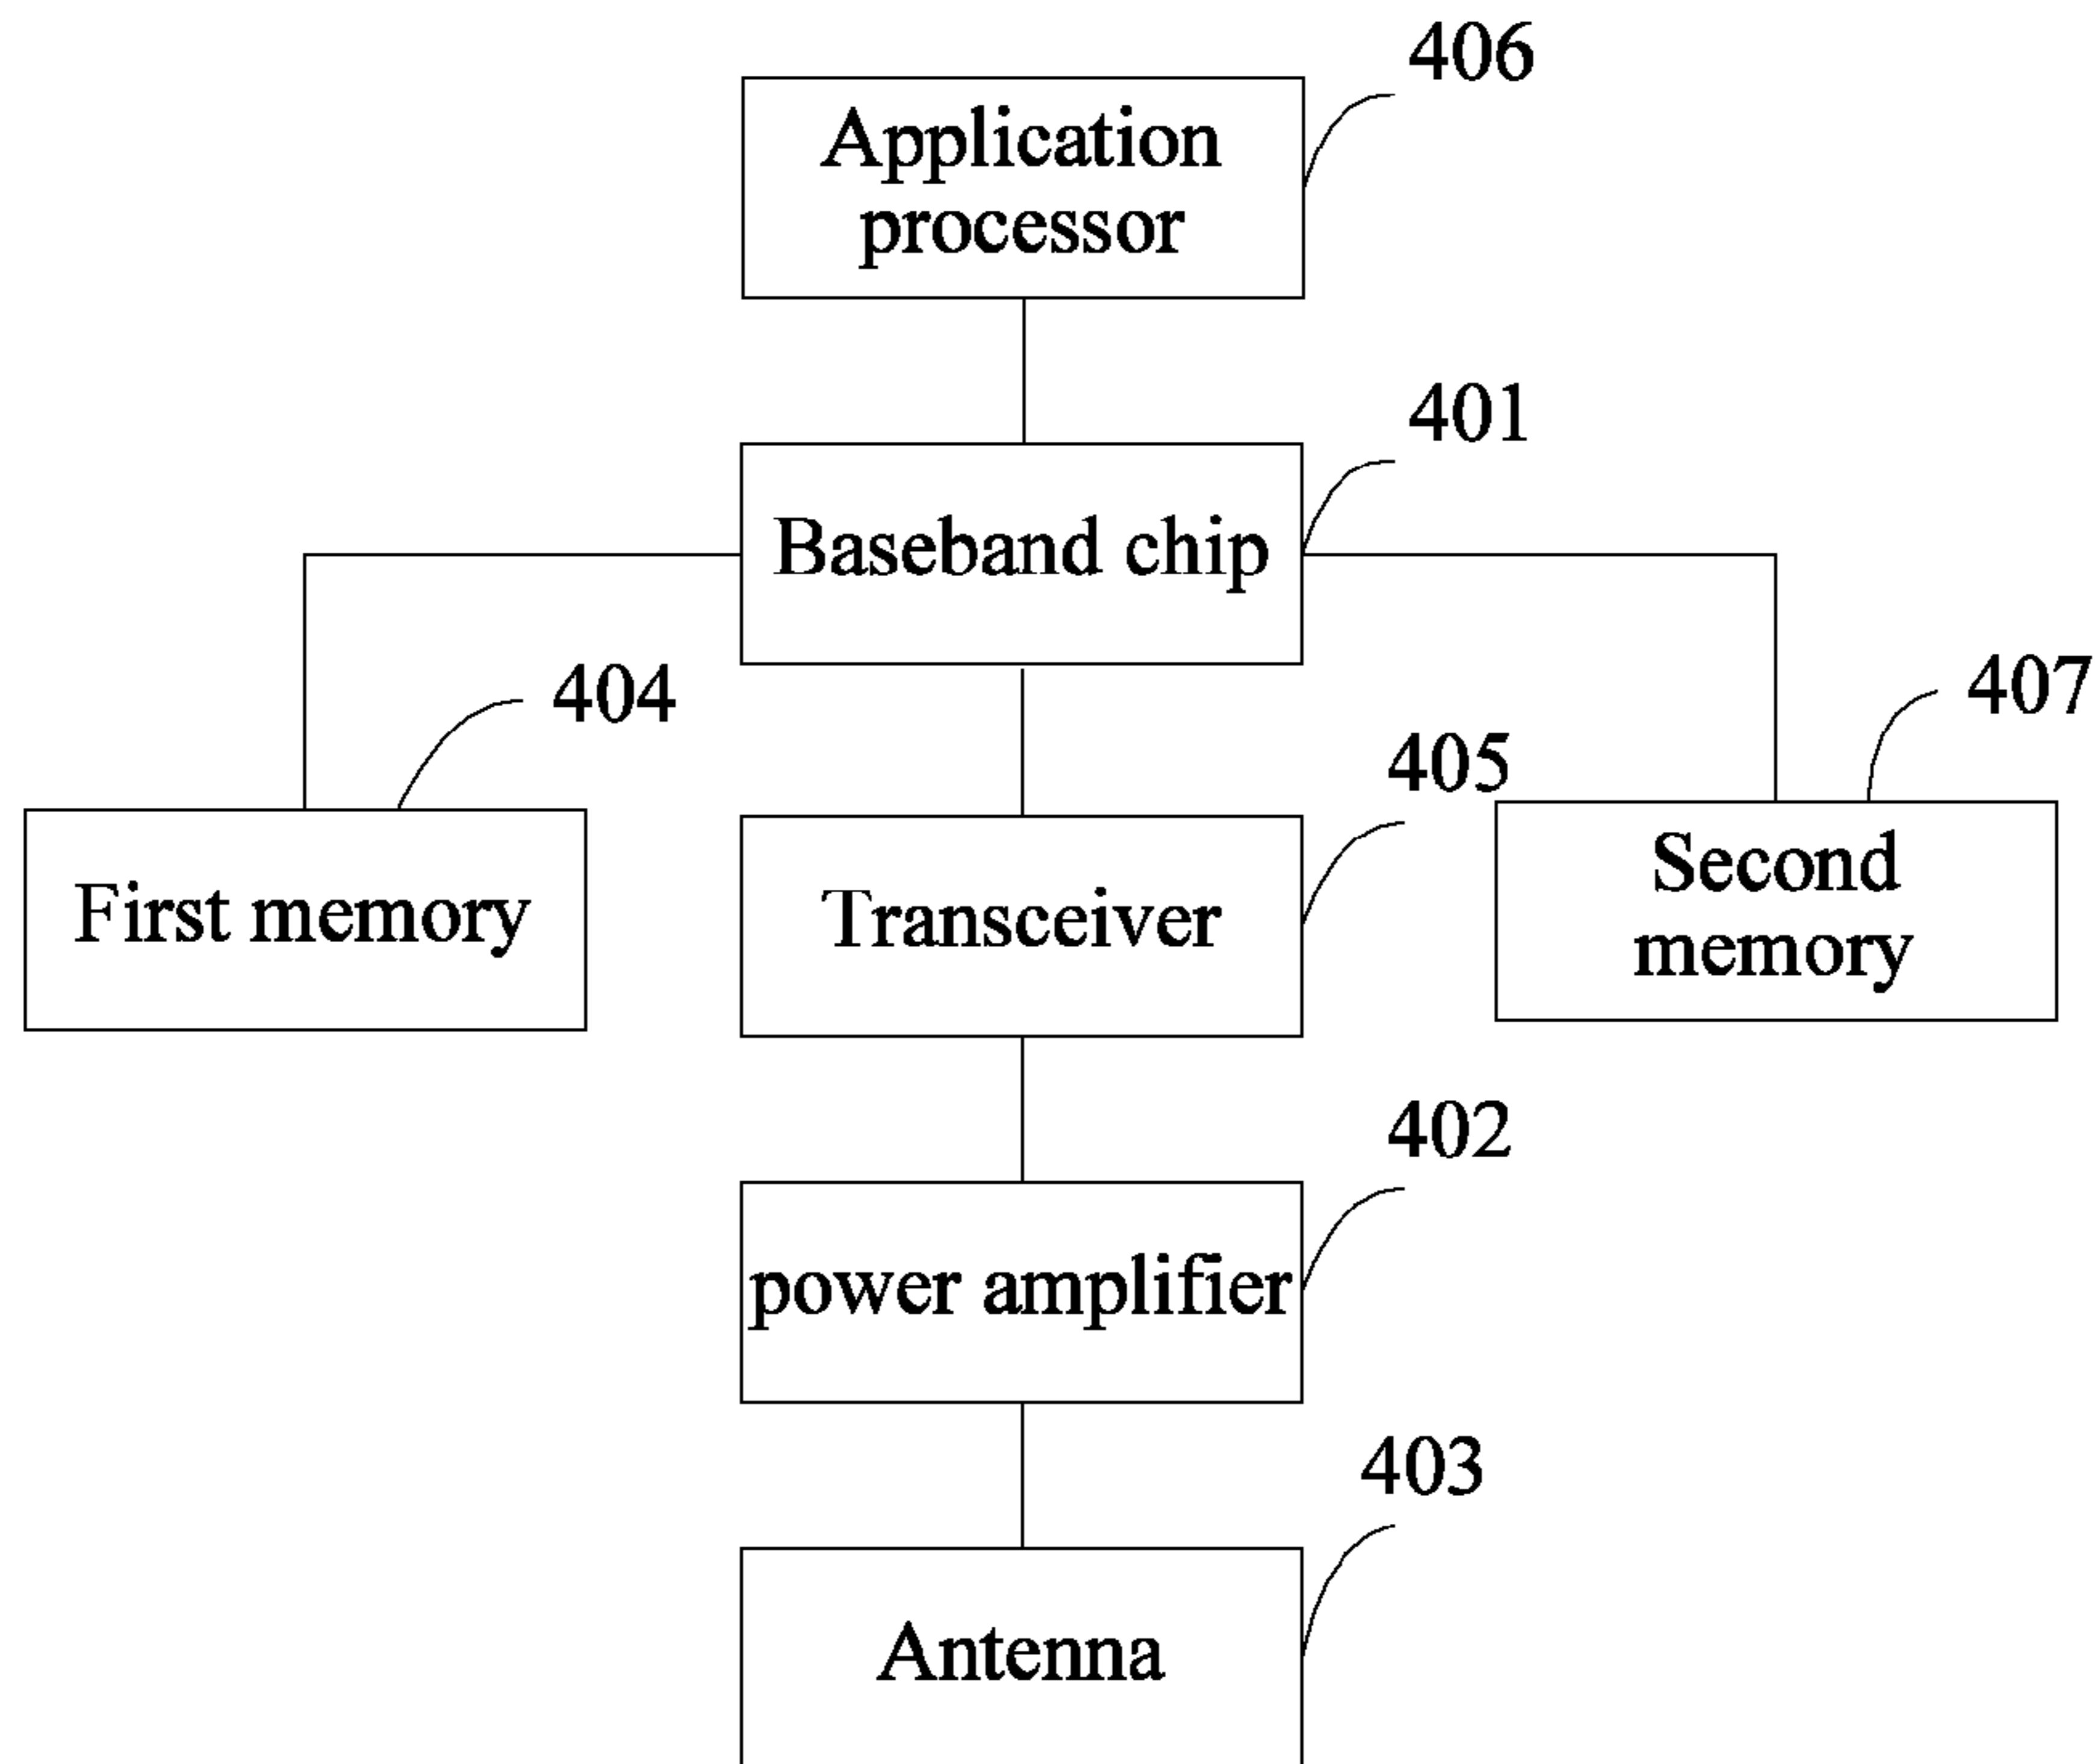 406
Application
processor
401
Baseband chip
404
407
405
First memory
Transceiver
Second
memory
402
power amplifier
403
Antenna